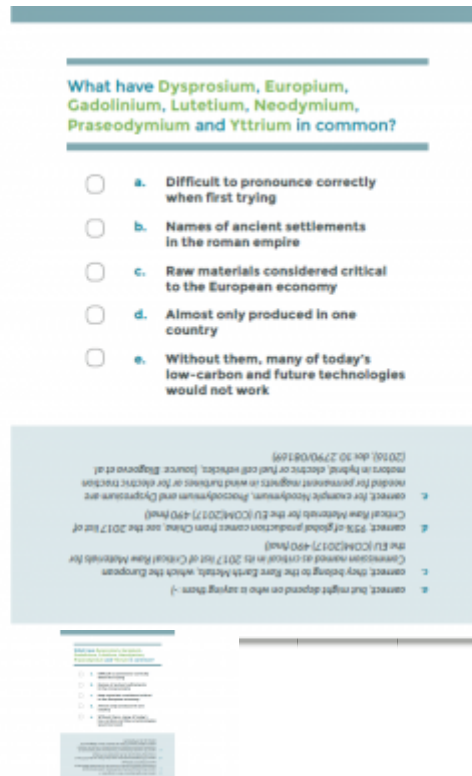 What have Dysprosium, Europium,
Gadolinium, Lutetium, Neodymium,
Praseodymium and Yttrium in common?
a. Difficult to pronounce correctly
when first trying
b. Names of ancient settlements
in the roman empire
c. Raw materials considered critical
to the European economy
d. Almost only produced in one
country
e. Without them, many of today's
low-carbon and future technologies
would not work
a. correct, but might depend on who is saying them :-)
c. correct, they belong to the Rare Earth Metals, which the European
Commission named as critical in its 2017 list of Critical Raw Materials for
the EU (COM(2017) 490 final)
d. correct, 95% of global production comes from China, see the 2017 list of
Critical Raw Materials for the EU (COM(2017) 490 final)
e. correct, for example Neodymium, Praseodymium and Dysprosium are
needed for permanent magnets in wind turbines or for electric traction
motors in hybrid, electric or fuel cell vehicles, (source: Blagoeva et al
(2016), doi: 10.2790/08169)